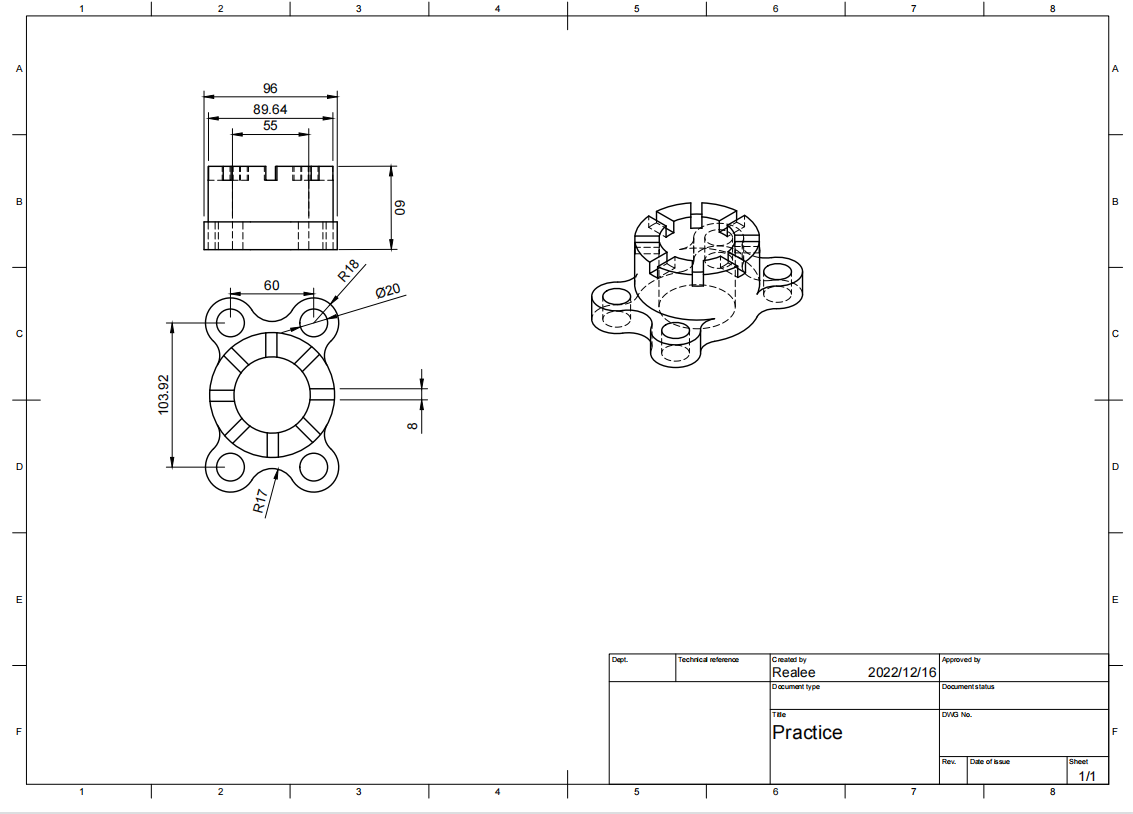 1 2 3 4 5 6 7 8
A A
96
89.64
55
B B
60
R18
60
Ø20
C C
103.92
8
D D
R17
E E
Dept. Technical reference Created by Approved by
Realee 2022/12/16
Document type Document status
Title DWG No.
F Practice F
Rev. Date of issue Sheet
1/1
1 2 3 4 5 6 7 8